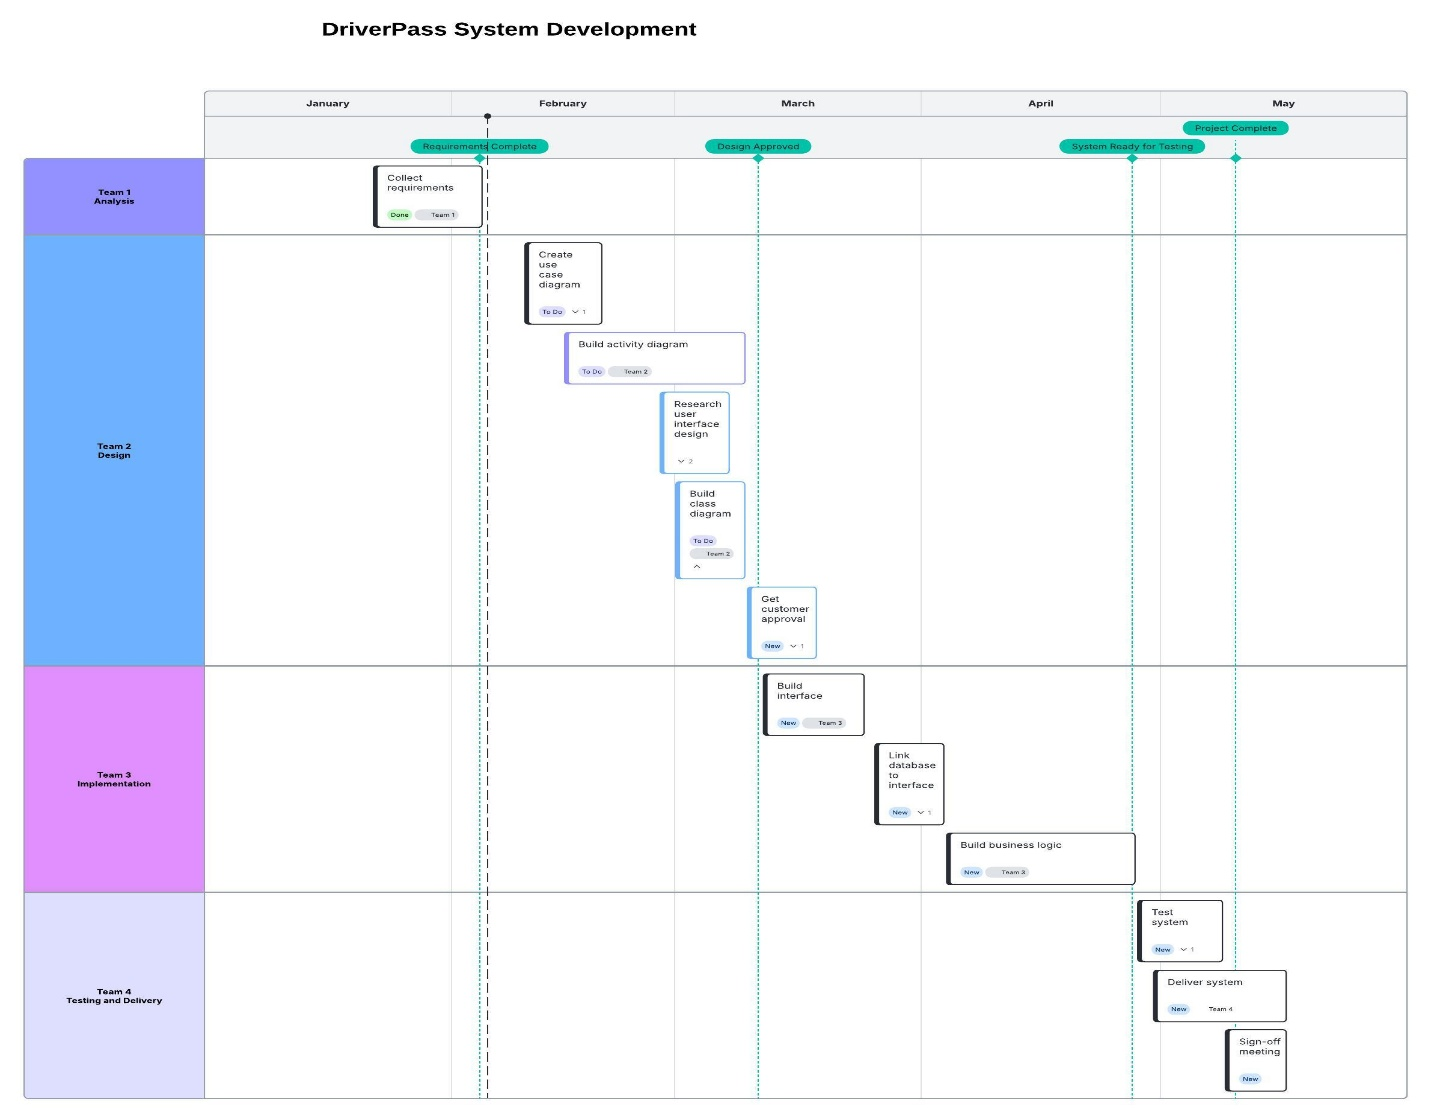 DriverPass System Development
January
February
March
April
May
Project Complete
Requirements Complete
Design Approved
System Ready for Testing
Team 1
Analysis
Collect
requirements
Done
Team 1
Team 2
Design
Create
use
case
diagram
To Do
1
Build activity diagram
To Do
Team 2
Research
user
interface
design
2
Build
class
diagram
To Do
Team 2
Get
customer
approval
New
1
Team 3
Implementation
Build
interface
New
Team 3
Link
database
to
interface
New
1
Build business logic
New
Team 3
Team 4
Testing and Delivery
Test
system
New
1
Deliver system
New
Team 4
Sign-off
meeting
New